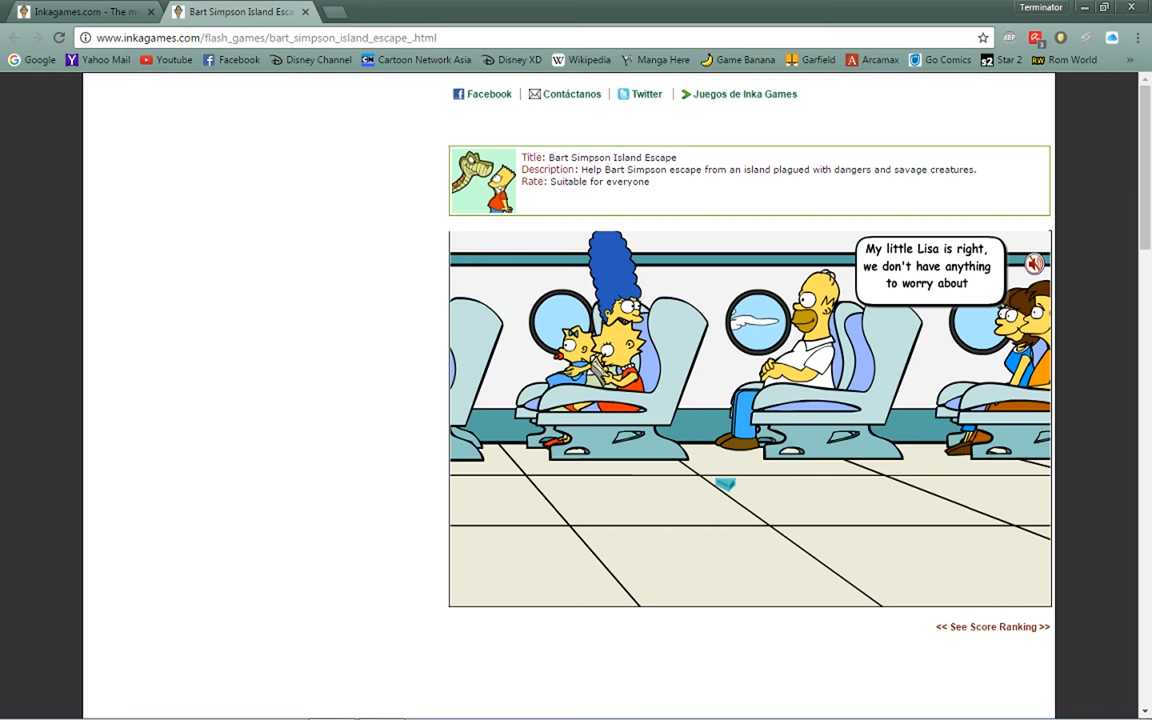 Terminator
Inkagames.com - The m
Bart Simpson Island Esca
www.inkagames.com/flash_games/bart_simpson_island_escape_.html
ABP
Google
Yahoo Mail
Youtube
Facebook
Disney Channel
Cartoon Network Asia
Disney XD
Wikipedia
Manga Here
Game Banana
Garfield
Arcamax
Go Comics
Star 2
Rom World
Facebook | Contáctanos | Twitter | Juegos de Inka Games
Title: Bart Simpson Island Escape
Description: Help Bart Simpson escape from an island plagued with dangers and savage creatures.
Rate: Suitable for everyone
My little Lisa is right,
we don't have anything
to worry about
<< See Score Ranking >>